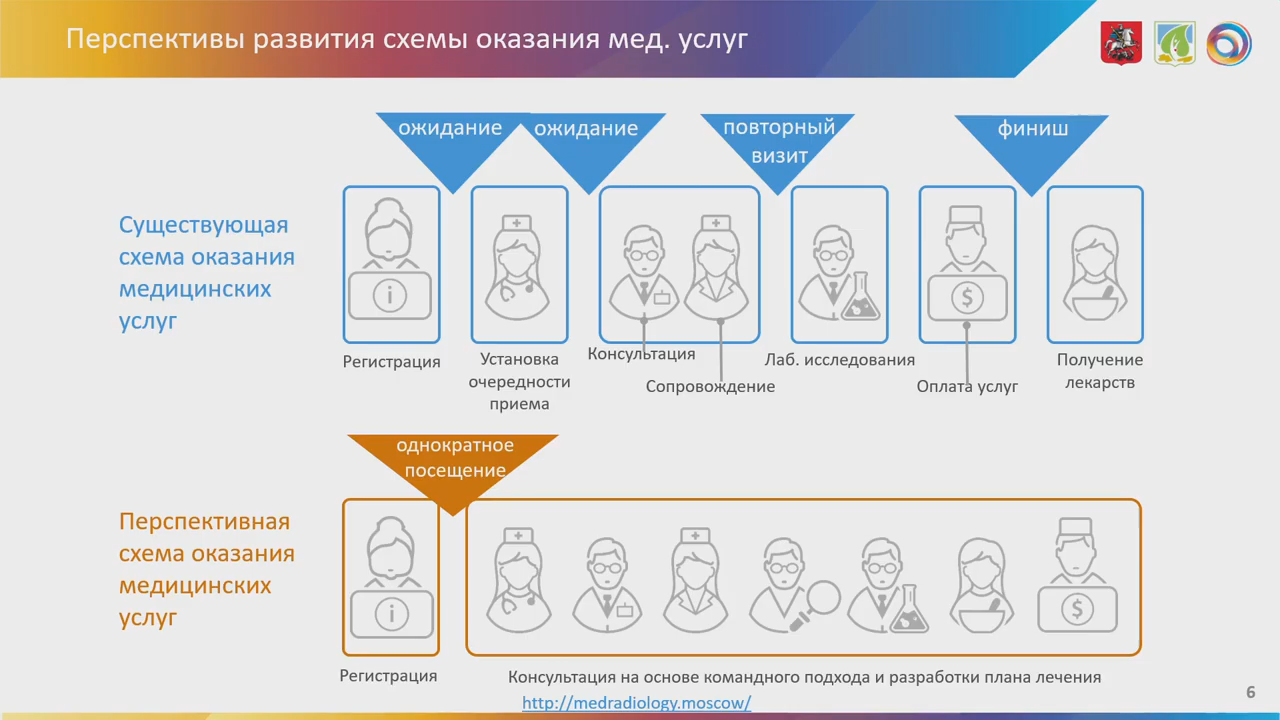 Перспективы развития схемы оказания мед. услуг
ожидание
ожидание
повторный
визит
финиш
Существующая
схема оказания
медицинских
услуг
i
$
Регистрация
Установка
очередности
приема
Консультация
Сопровождение
Лаб. исследования
Оплата услуг
Получение
лекарств
однократное
посещение
Перспективная
схема оказания
медицинских
услуг
i
$
Регистрация
Консультация на основе командного подхода и разработки плана лечения
http://medradiology.moscow/
6